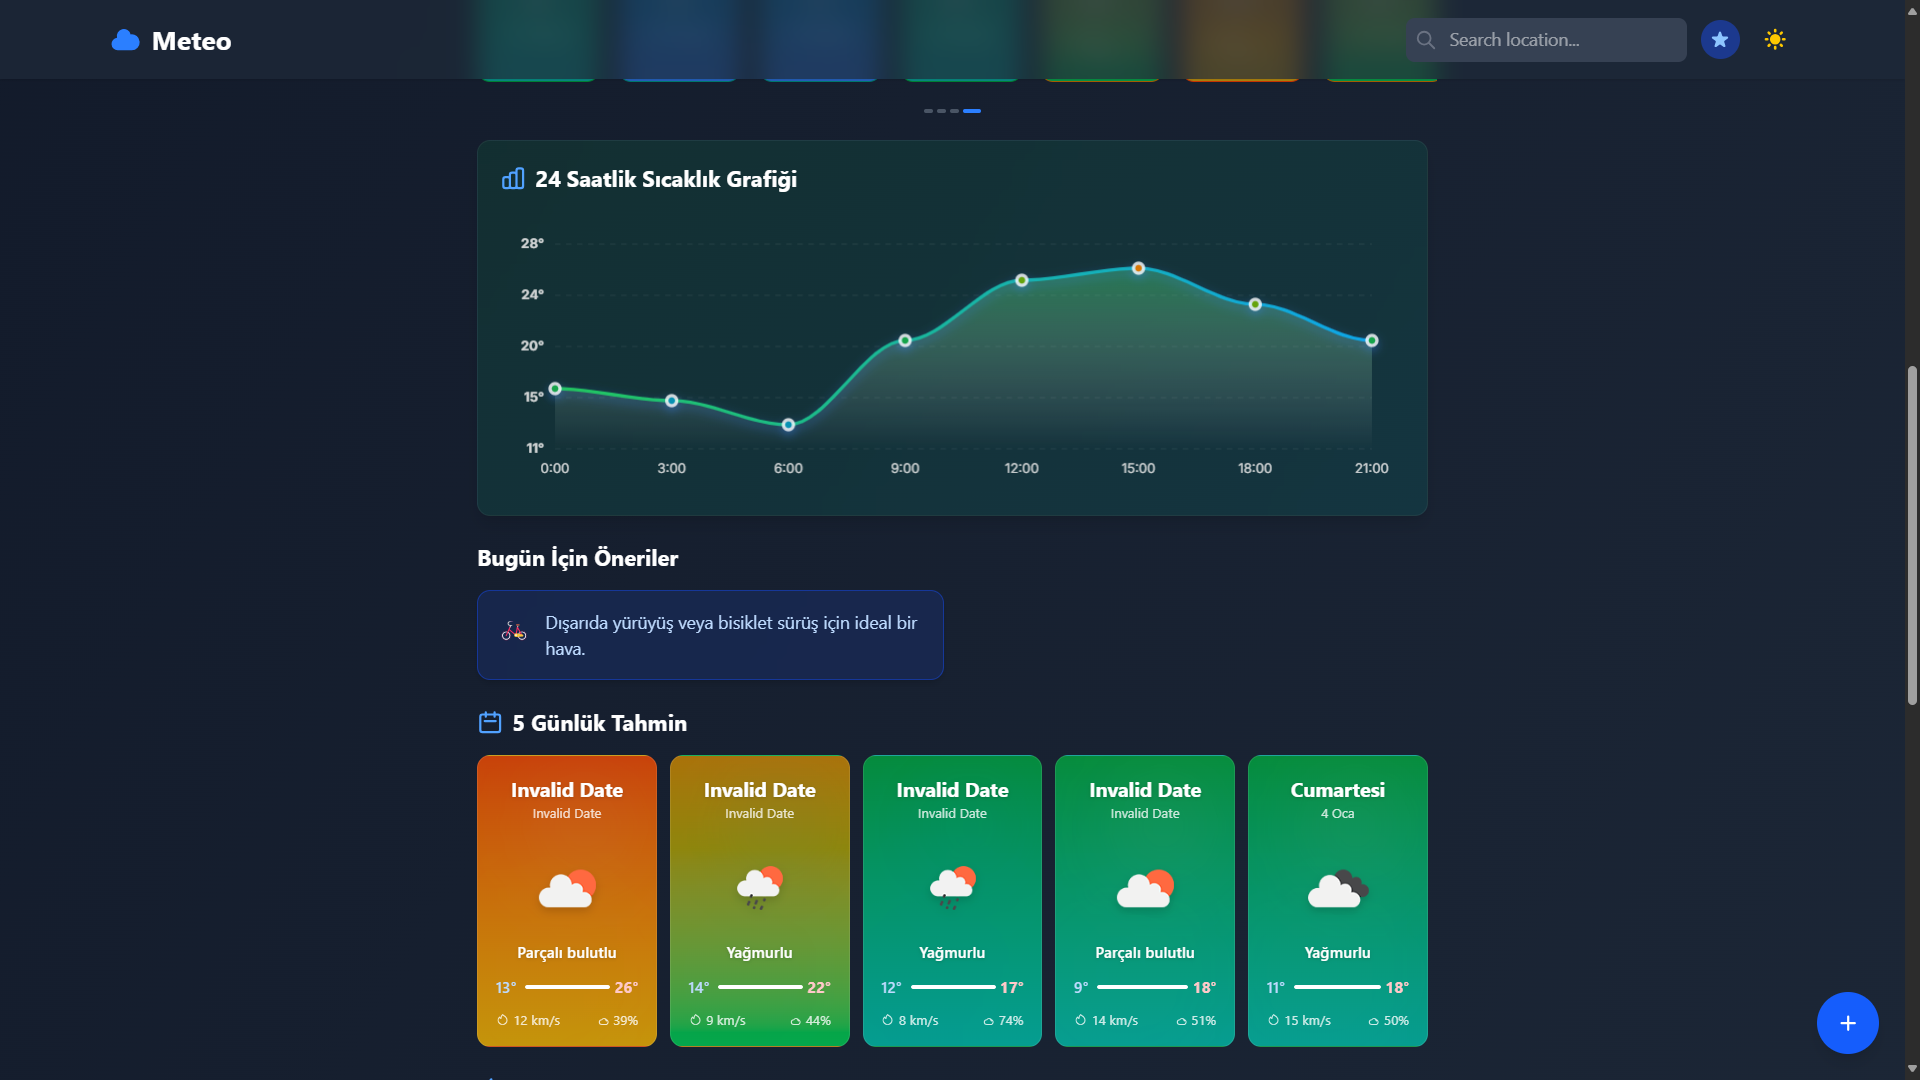 Meteo
Search location...
24 Saatlik Sıcaklık Grafiği
28°
24°
20°
15°
11°
0:00 3:00 6:00 9:00 12:00 15:00 18:00 21:00
Bugün İçin Öneriler
Dışarıda yürüyüş veya bisiklet sürüş için ideal bir
hava.
5 Günlük Tahmin
Invalid Date
Invalid Date
Parçalı bulutlu
13° 26°
12 km/s 39%
Invalid Date
Invalid Date
Yağmurlu
14° 22°
9 km/s 44%
Invalid Date
Invalid Date
Yağmurlu
12° 17°
8 km/s 74%
Invalid Date
Invalid Date
Parçalı bulutlu
9° 18°
14 km/s 51%
Cumartesi
4 Oca
Yağmurlu
11° 18°
15 km/s 50%